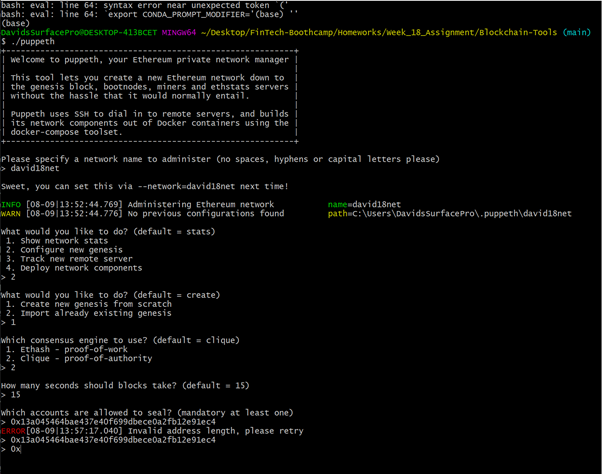 bash: eval: line 64: syntax error near unexpected token `('
bash: eval: line 64: `export CONDA_PROMPT_MODIFIER='(base) ''
(base)
DavidsSurfacePro@DESKTOP-4138CET MINGW64 ~/Desktop/FinTech-Boothcamp/Homeworks/Week_18_Assignment/Blockchain-Tools (main)
$ ./puppeth
+-----------------------------------------------------------+
| Welcome to puppeth, your Ethereum private network manager |
| |
| This tool lets you create a new Ethereum network down to |
| the genesis block, bootnodes, miners and ethstats servers |
| without the hassle that it would normally entail. |
| |
| Puppeth uses SSH to dial in to remote servers, and builds |
| its network components out of Docker containers using the |
| docker-compose toolset. |
+-----------------------------------------------------------+

Please specify a network name to administer (no spaces, hyphens or capital letters please)
> david18net

Sweet, you can set this via --network=david18net next time!

INFO [08-09|13:52:44.769] Administering Ethereum network name=david18net
WARN [08-09|13:52:44.776] No previous configurations found path=C:\Users\DavidsSurfacePro\.puppeth\david18net

What would you like to do? (default = stats)
1. Show network stats
2. Configure new genesis
3. Track new remote server
4. Deploy network components
> 2

What would you like to do? (default = create)
1. Create new genesis from scratch
2. Import already existing genesis
> 1

Which consensus engine to use? (default = clique)
1. Ethash - proof-of-work
2. Clique - proof-of-authority
> 2

How many seconds should blocks take? (default = 15)
> 15

Which accounts are allowed to seal? (mandatory at least one)
> 0x13a045464bae437e40f699dbece0a2fb12e91ec4
ERROR[08-09|13:57:17.040] Invalid address length, please retry
> 0x13a045464bae437e40f699dbece0a2fb12e91ec4
> 0x